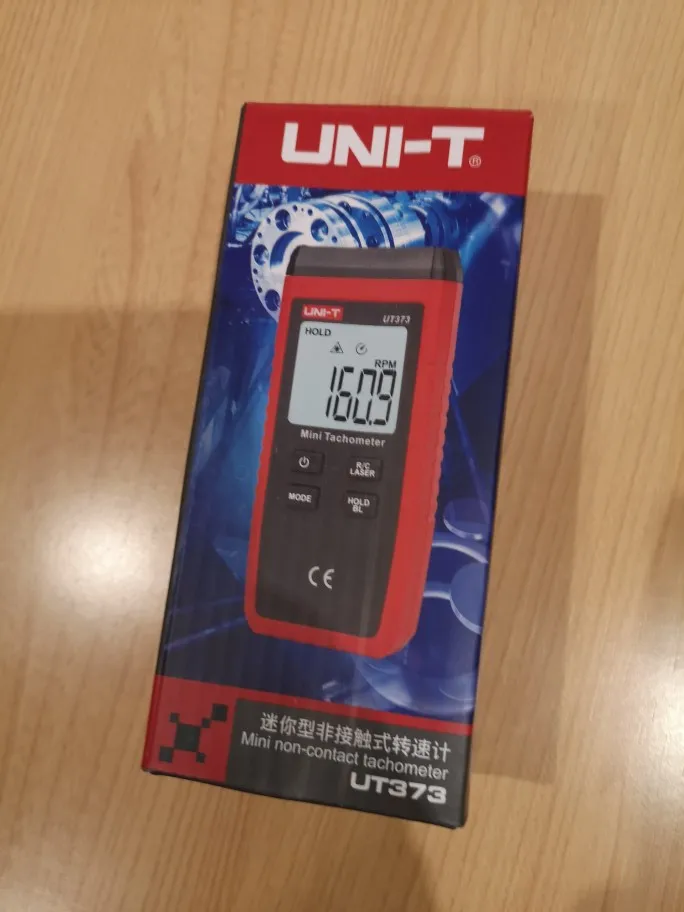 UNI-T®
UNI-T
UT373
HOLD
RPM
160.9
Mini Tachometer
R/C
LASER
MODE
HOLD
BL
CE
迷你型非接触式转速计
Mini non-contact tachometer
UT373